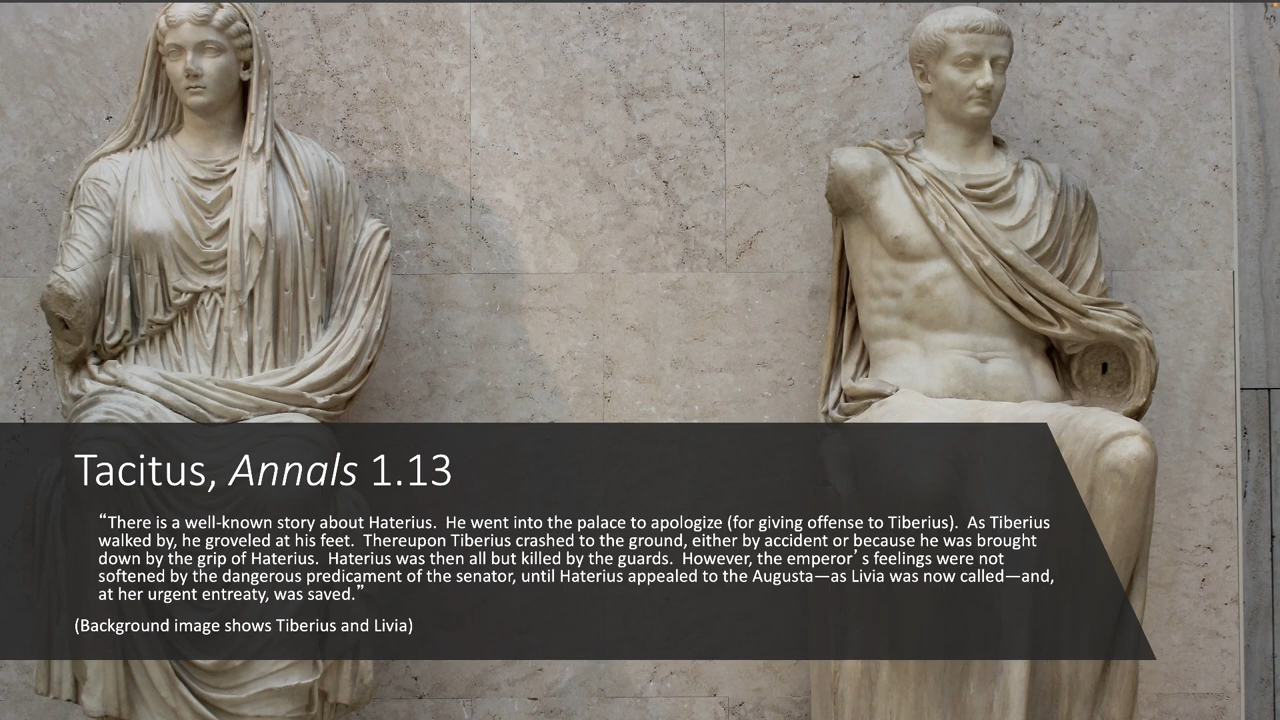 Tacitus, Annals 1.13
“There is a well-known story about Haterius.  He went into the palace to apologize (for giving offense to Tiberius).  As Tiberius
walked by, he groveled at his feet.  Thereupon Tiberius crashed to the ground, either by accident or because he was brought
down by the grip of Haterius.  Haterius was then all but killed by the guards.  However, the emperor’ s feelings were not
softened by the dangerous predicament of the senator, until Haterius appealed to the Augusta—as Livia was now called—and,
at her urgent entreaty, was saved.”
(Background image shows Tiberius and Livia)